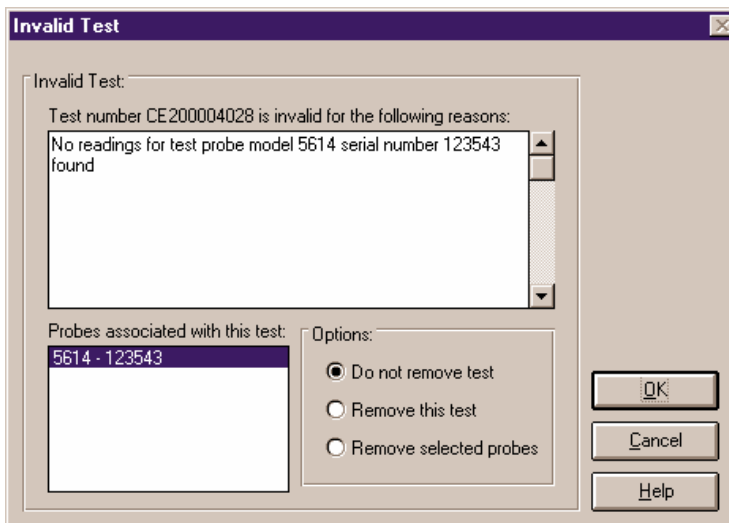 Invalid Test
Invalid Test:
Test number CE200004028 is invalid for the following reasons:
No readings for test probe model 5614 serial number 123543
found
Probes associated with this test:
5614 - 123543
Options:
Do not remove test
Remove this test
Remove selected probes
OK
Cancel
Help